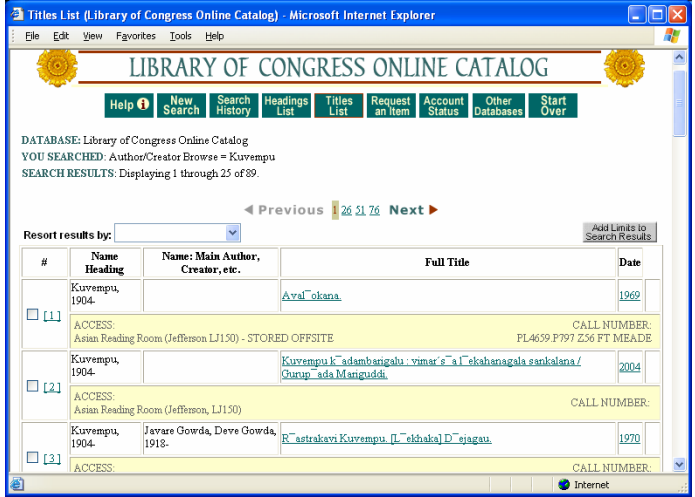 Titles List (Library of Congress Online Catalog) - Microsoft Internet Explorer
File Edit View Favorites Tools Help
LIBRARY OF CONGRESS ONLINE CATALOG
Help i New Search Search History Headings List Titles List Request an Item Account Status Other Databases Start Over
DATABASE: Library of Congress Online Catalog
YOU SEARCHED: Author/Creator Browse = Kuvempu
SEARCH RESULTS: Displaying 1 through 25 of 89.
Previous 1 26 51 76 Next
Resort results by:
Add Limits to Search Results
# Name Heading Name: Main Author, Creator, etc. Full Title Date
[1] Kuvempu, 1904- Aval¯okana. 1969
ACCESS: CALL NUMBER:
Asian Reading Room (Jefferson LJ150) - STORED OFFSITE PL4659.P797 Z56 FT MEADE
[2] Kuvempu, 1904- Kuvempu k¯adambarigalu : vimar´s¯a l¯ekahanagala sankalana / Gurup¯ada Mariguddi. 2004
ACCESS: CALL NUMBER:
Asian Reading Room (Jefferson, LJ150)
[3] Kuvempu, 1904- Javare Gowda, Deve Gowda, 1918- R¯astrakavi Kuvempu. [L¯ekhaka] D¯ejagau. 1970
ACCESS: CALL NUMBER:
Internet